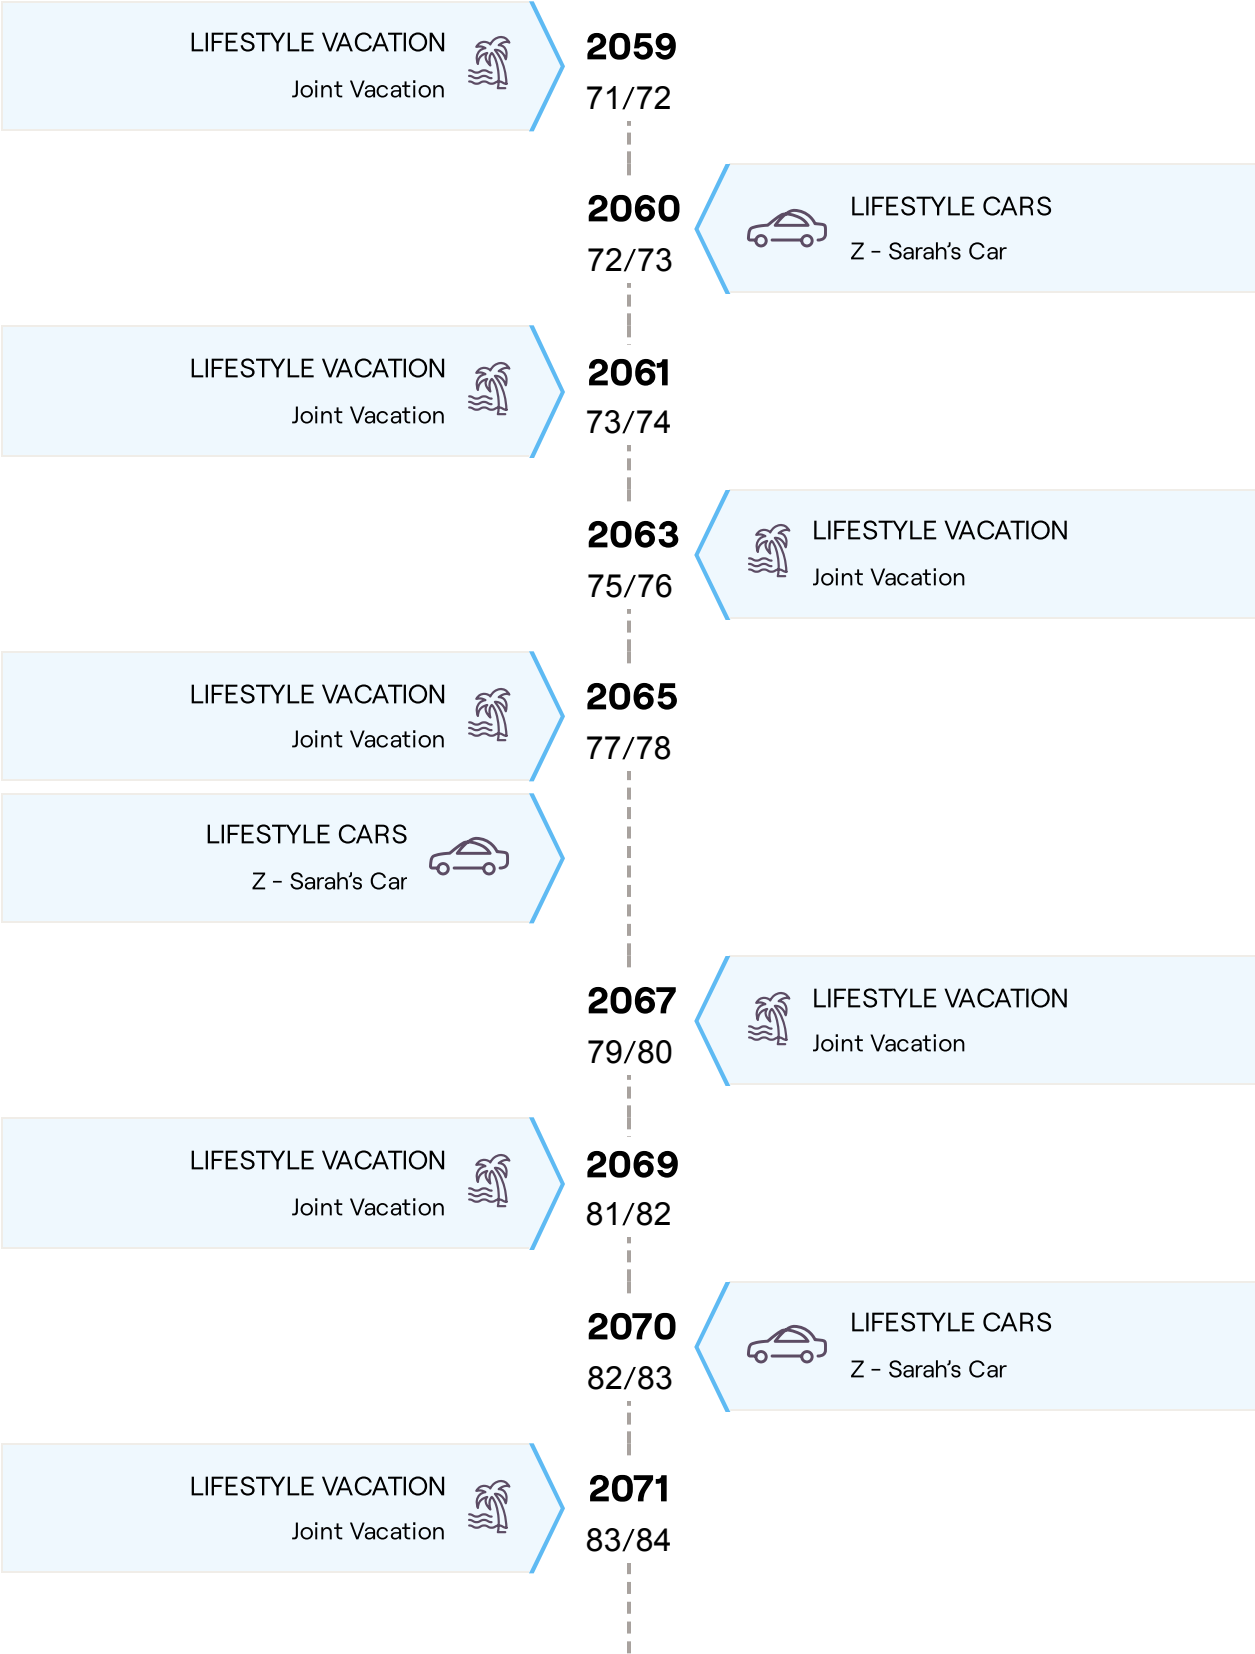 LIFESTYLE VACATION
Joint Vacation
2059
71/72
2060
72/73
LIFESTYLE CARS
Z - Sarah's Car
LIFESTYLE VACATION
Joint Vacation
2061
73/74
2063
75/76
LIFESTYLE VACATION
Joint Vacation
LIFESTYLE VACATION
Joint Vacation
2065
77/78
LIFESTYLE CARS
Z - Sarah's Car
2067
79/80
LIFESTYLE VACATION
Joint Vacation
LIFESTYLE VACATION
Joint Vacation
2069
81/82
2070
82/83
LIFESTYLE CARS
Z - Sarah's Car
LIFESTYLE VACATION
Joint Vacation
2071
83/84